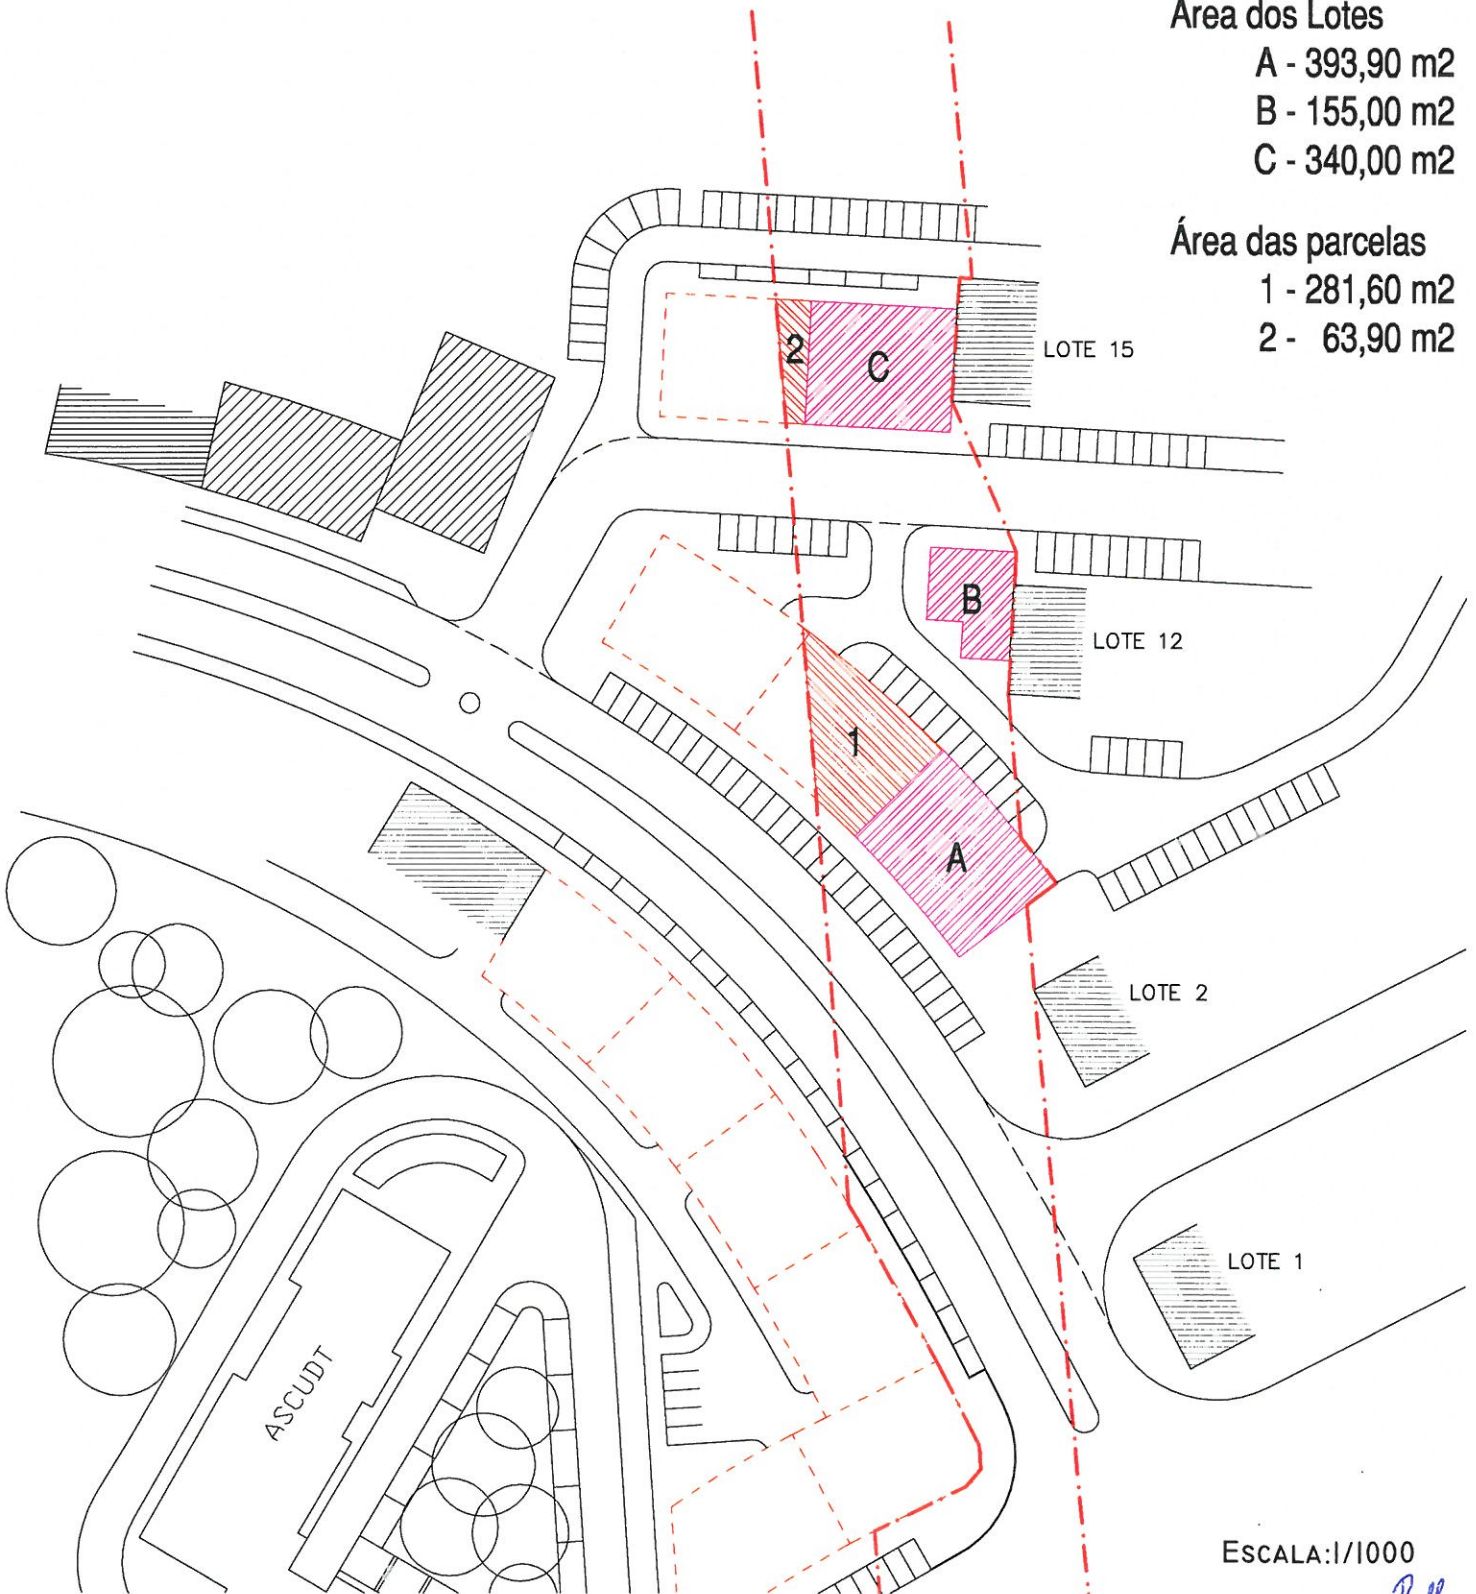 Área dos Lotes
A - 393,90 m2
B - 155,00 m2
C - 340,00 m2
Área das parcelas
1 - 281,60 m2
2 - 63,90 m2
2
C
LOTE 15
B
LOTE 12
1
A
LOTE 2
LOTE 1
ASCUDT
ESCALA:1/1000